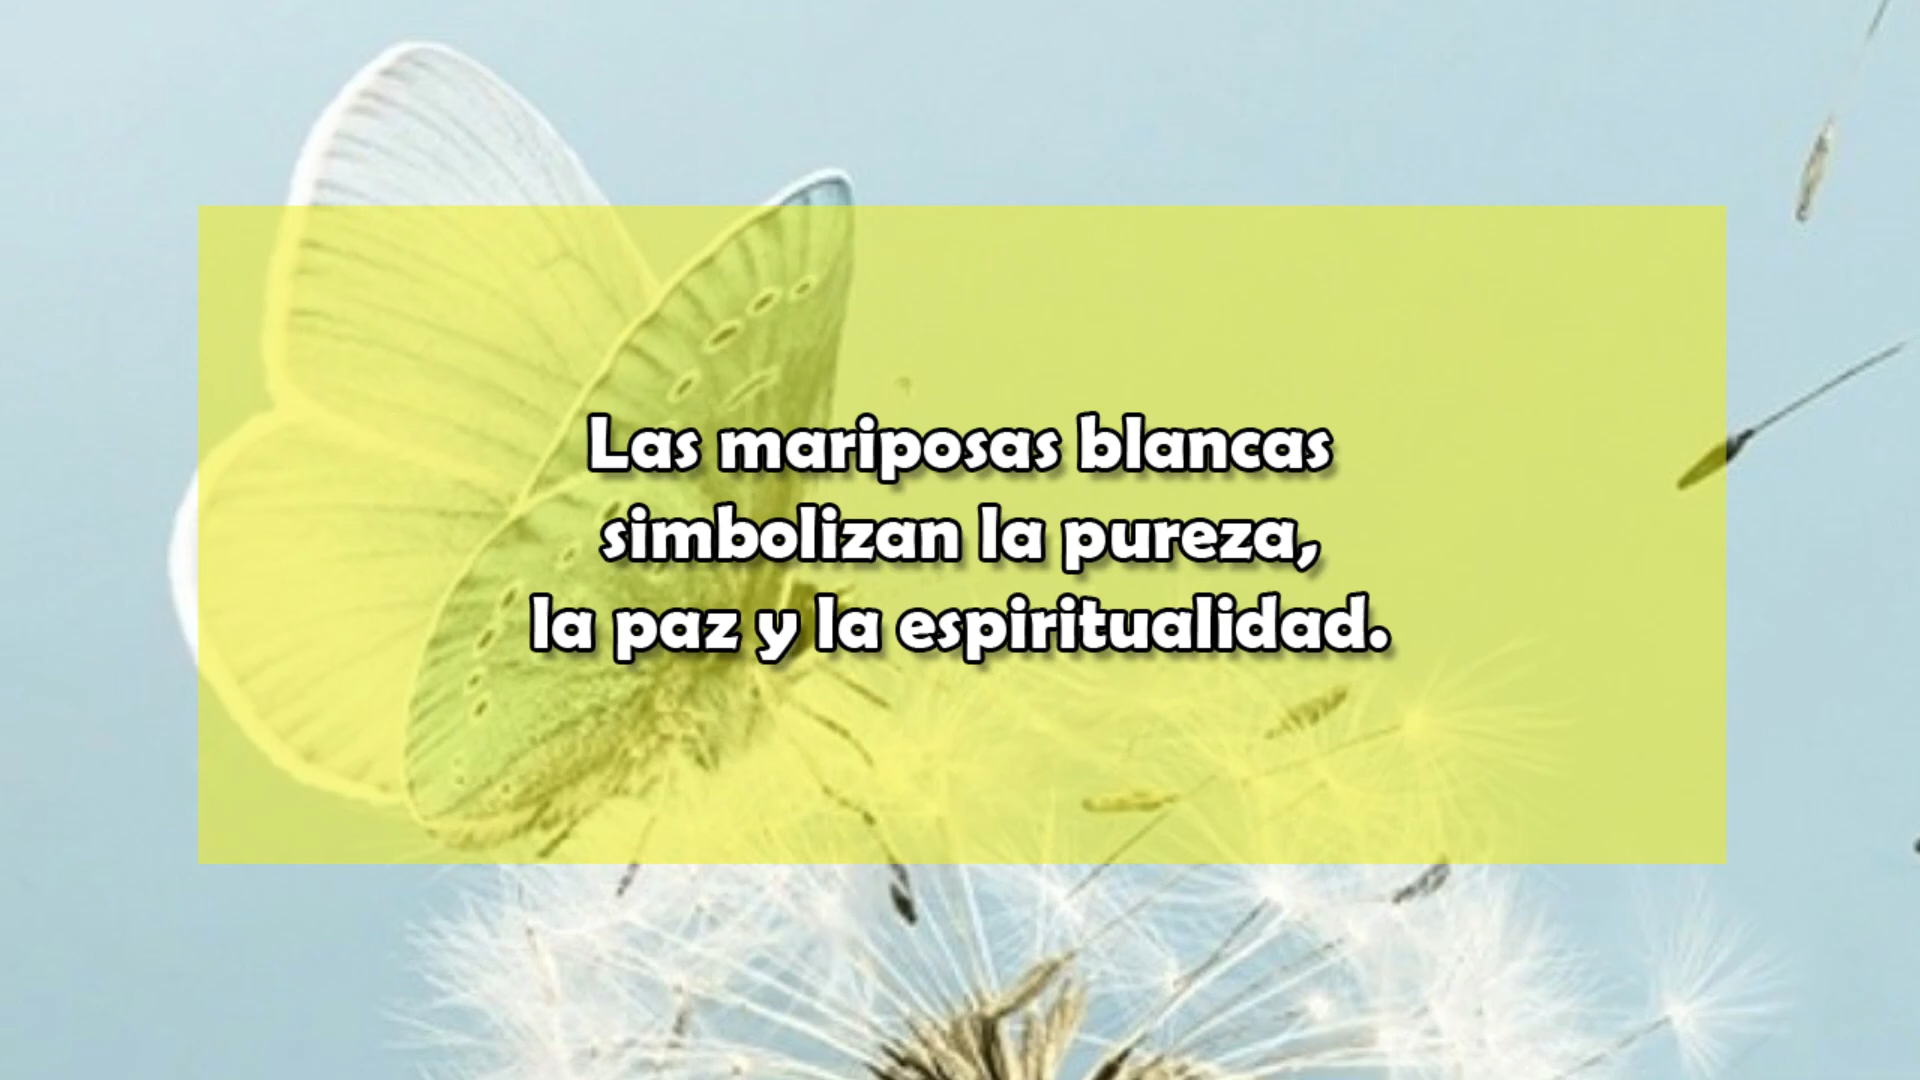 Las mariposas blancas
simbolizan la pureza,
la paz y la espiritualidad.